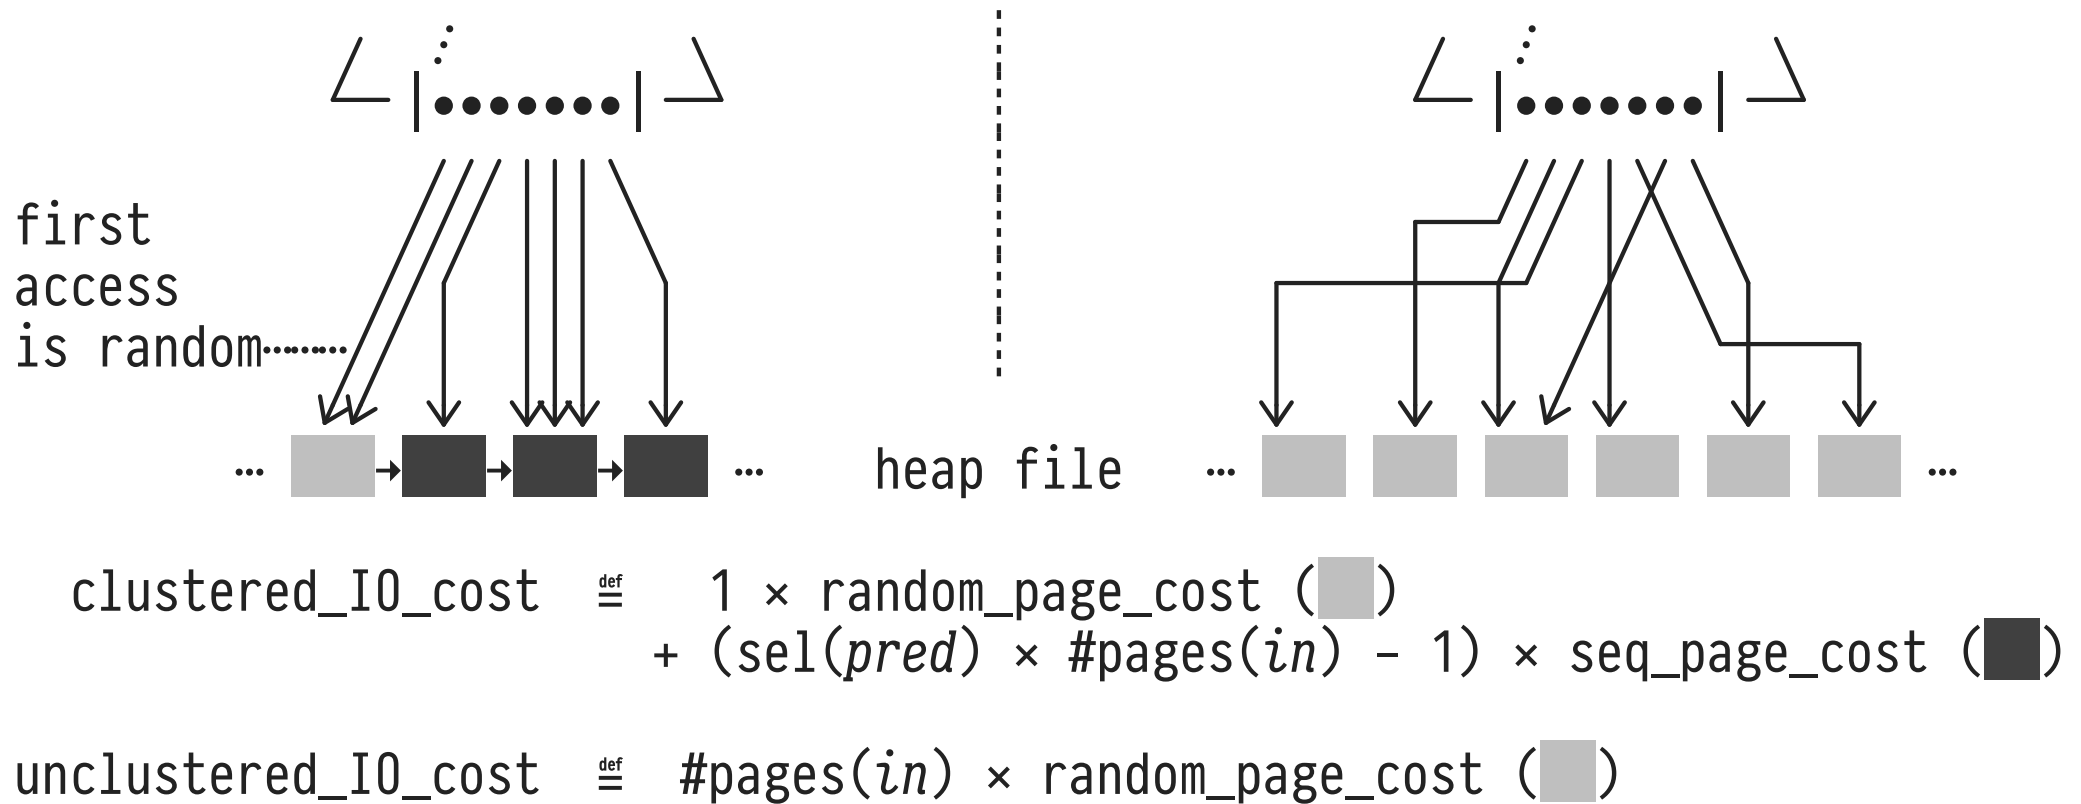 first
access
is random
heap file
clustered_IO_cost ≝ 1 × random_page_cost ( )
+ (sel(pred) × #pages(in) − 1) × seq_page_cost ( )
unclustered_IO_cost ≝ #pages(in) × random_page_cost ( )